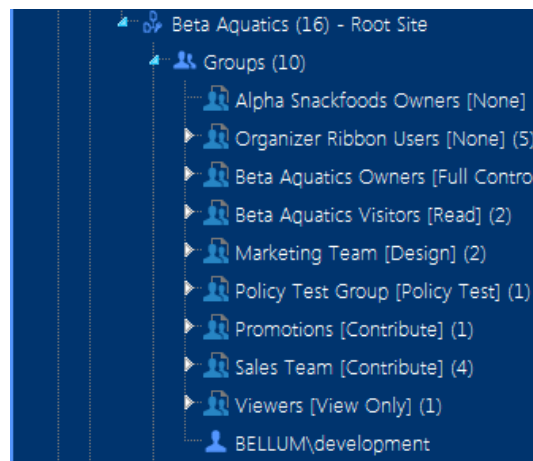 Beta Aquatics (16) - Root Site
Groups (10)
Alpha Snackfoods Owners [None]
Organizer Ribbon Users [None] (5)
Beta Aquatics Owners [Full Contro
Beta Aquatics Visitors [Read] (2)
Marketing Team [Design] (2)
Policy Test Group [Policy Test] (1)
Promotions [Contribute] (1)
Sales Team [Contribute] (4)
Viewers [View Only] (1)
BELLUM\development